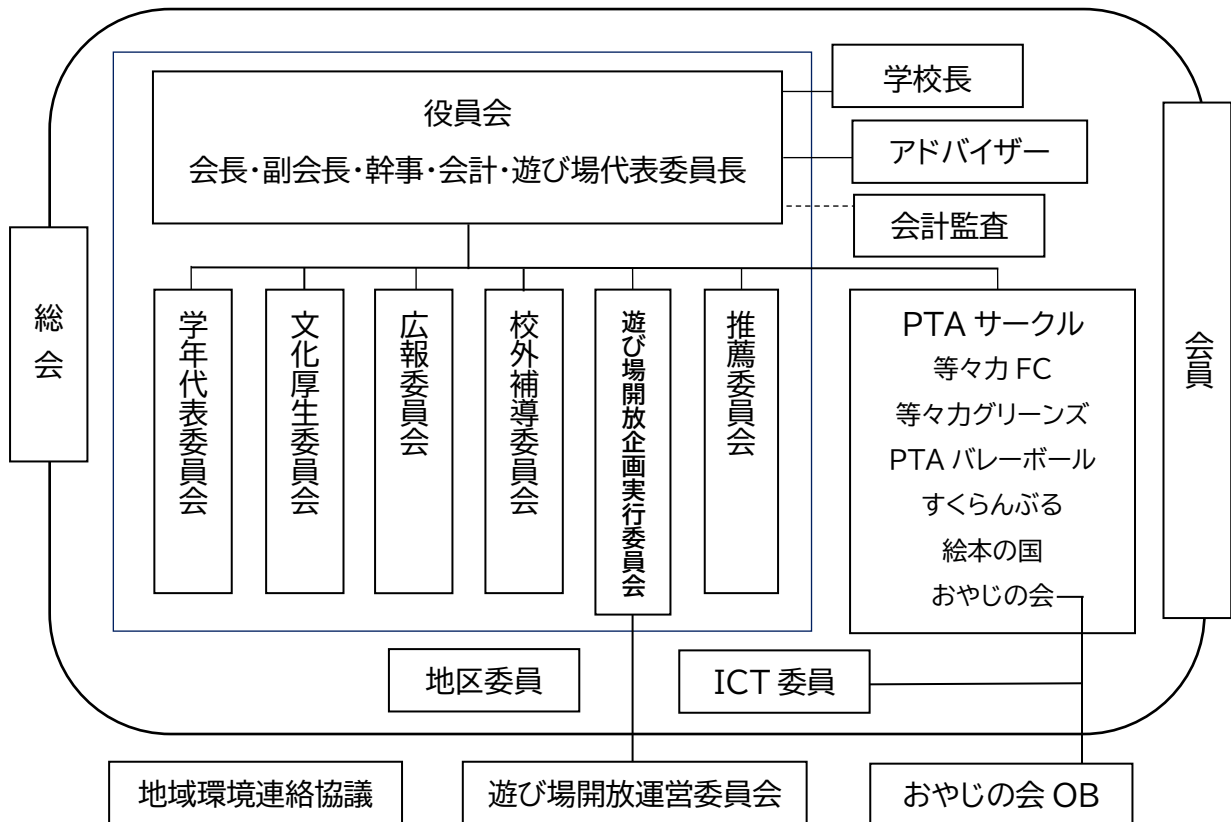 学校長
役員会
会長・副会長・幹事・会計・遊び場代表委員長
アドバイザー
会計監査
総会
学年代表委員会
文化厚生委員会
広報委員会
校外補導委員会
遊び場開放企画実行委員会
推薦委員会
PTA サークル
等々力 FC
等々力グリーンズ
PTA バレーボール
すくらんぶる
絵本の国
おやじの会
会員
地区委員
ICT 委員
地域環境連絡協議
遊び場開放運営委員会
おやじの会 OB